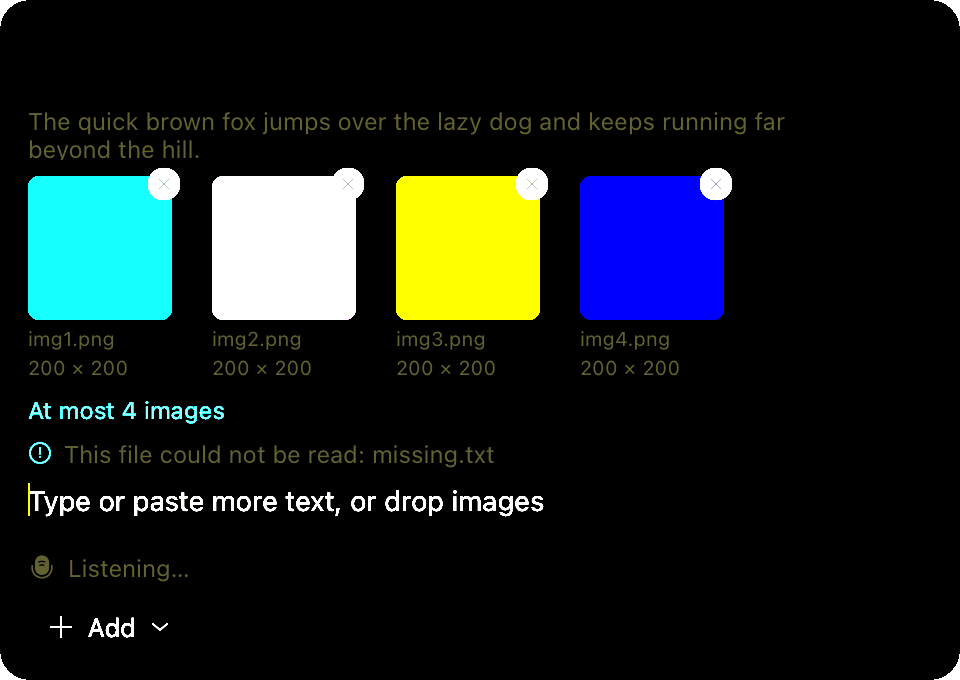 The quick brown fox jumps over the lazy dog and keeps running far
beyond the hill.
img1.png
img2.png
img3.png
img4.png
200 × 200
200 × 200
200 × 200
200 × 200
At most 4 images
This file could not be read: missing.txt
Type or paste more text, or drop images
Listening…
Add